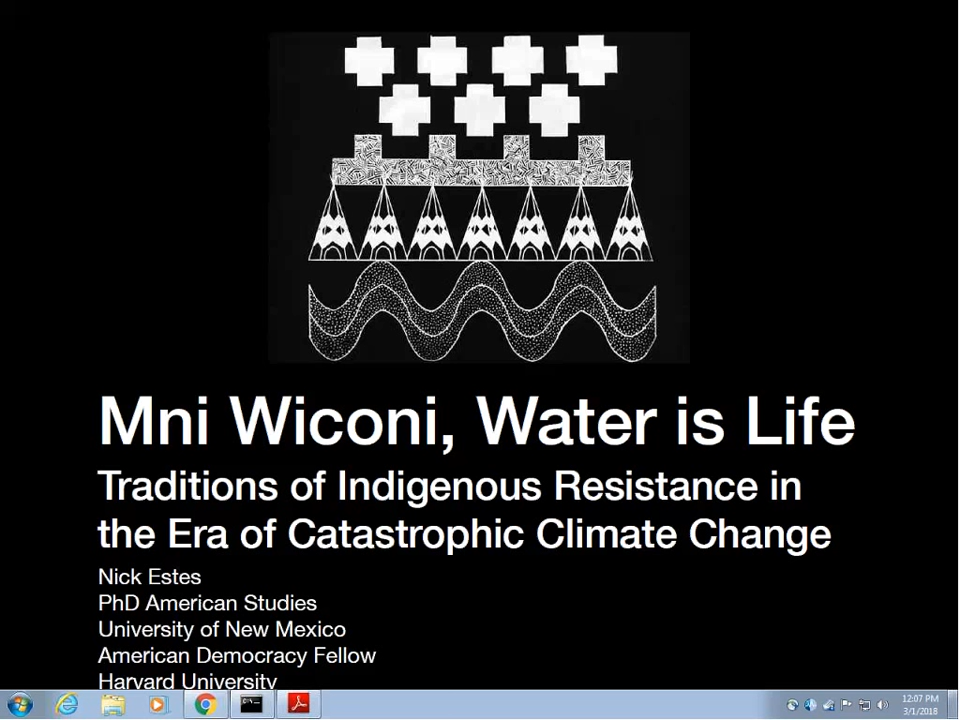 Mni Wiconi, Water is Life
Traditions of Indigenous Resistance in
the Era of Catastrophic Climate Change
Nick Estes
PhD American Studies
University of New Mexico
American Democracy Fellow
Harvard University
12:07 PM
3/1/2018